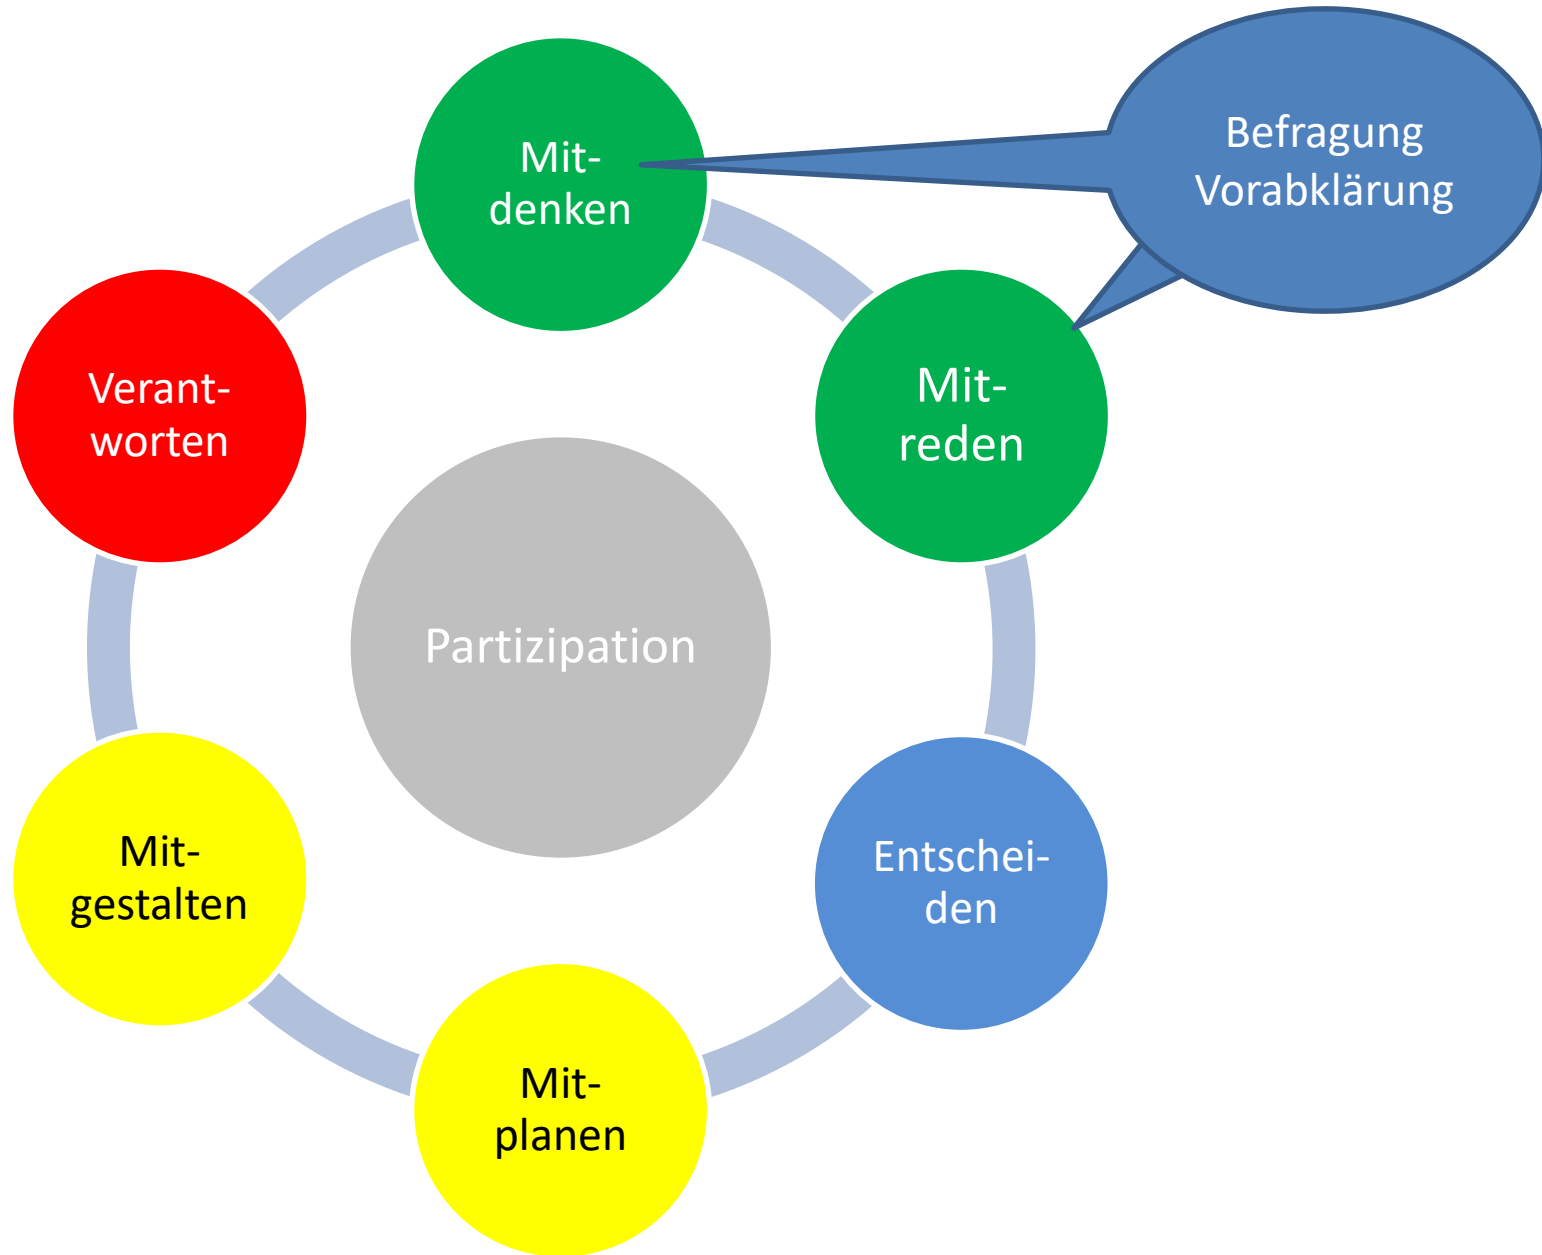 Mit-
denken
Befragung
Vorabklärung
Verant-
worten
Mit-
reden
Partizipation
Mit-
gestalten
Entschei-
den
Mit-
planen